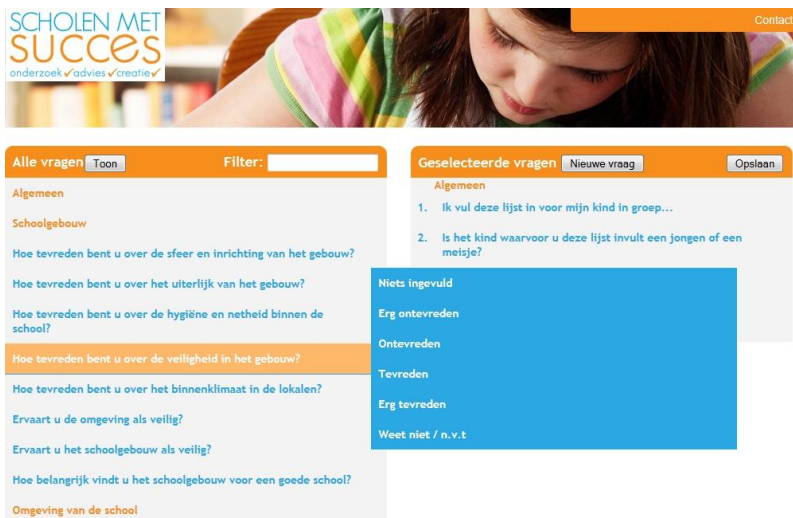 SCHOLEN MET
succes
onderzoek✓advies✓creatie✓
Contact
Alle vragen Toon Filter:
Algemeen
Schoolgebouw
Hoe tevreden bent u over de sfeer en inrichting van het gebouw?
Hoe tevreden bent u over het uiterlijk van het gebouw?
Hoe tevreden bent u over de hygiëne en netheid binnen de
school?
Hoe tevreden bent u over de veiligheid in het gebouw?
Hoe tevreden bent u over het binnenklimaat in de lokalen?
Ervaart u de omgeving als veilig?
Ervaart u het schoolgebouw als veilig?
Hoe belangrijk vindt u het schoolgebouw voor een goede school?
Omgeving van de school
Geselecteerde vragen Nieuwe vraag Opslaan
Algemeen
1. Ik vul deze lijst in voor mijn kind in groep...
2. Is het kind waarvoor u deze lijst invult een jongen of een
meisje?
Niets ingevuld
Erg ontevreden
Ontevreden
Tevreden
Erg tevreden
Weet niet / n.v.t